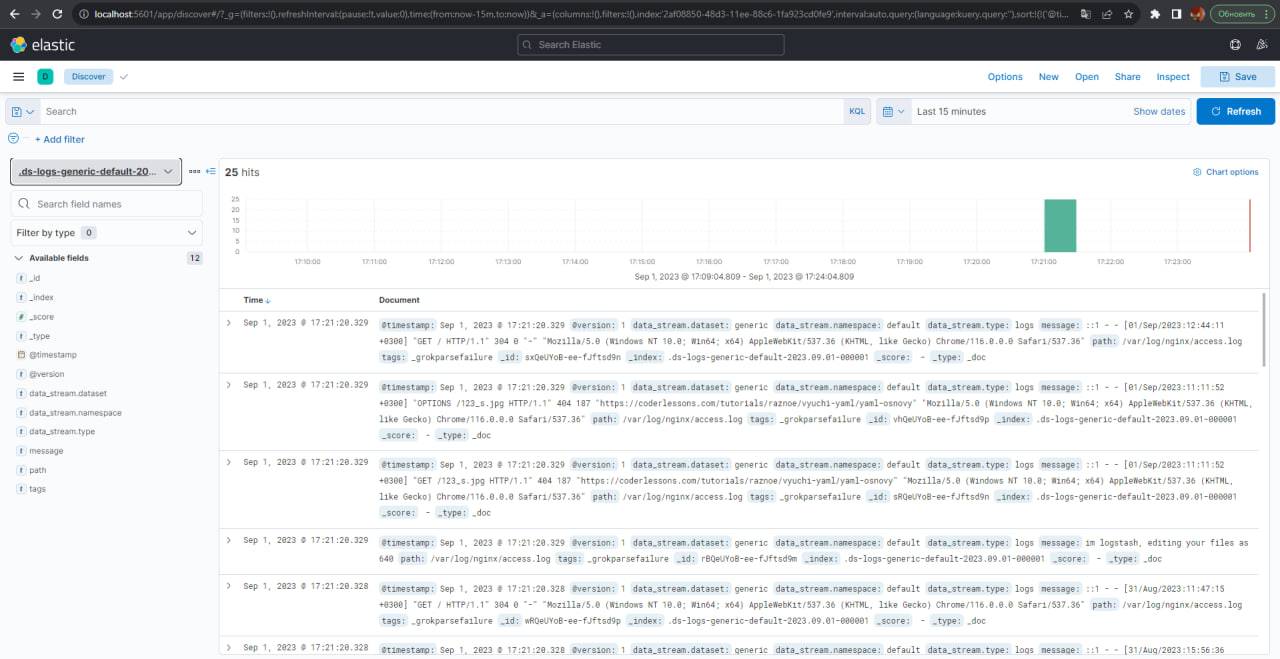 localhost:5601/app/discover#/?_g=(filters:!(),refreshInterval:(pause:!t,value:0),time:(from:now-15m,to:now))&_a=(columns:!(),filters:!(),index:'2af08850-48d3-11ee-88c6-1fa923cd0fe9',interval:auto,query:(language:kuery,query:''),sort:!(!('@ti...
Обновить
elastic
Search Elastic
D
Discover
Options
New
Open
Share
Inspect
Save
Search
KQL
Last 15 minutes
Show dates
Refresh
+ Add filter
.ds-logs-generic-default-20...
25 hits
Chart options
Search field names
Filter by type 0
Available fields 12
t _id
t _index
# _score
t _type
@timestamp
t @version
t data_stream.dataset
t data_stream.namespace
t data_stream.type
t message
t path
t tags
25
20
15
10
5
0
17:10:00 17:11:00 17:12:00 17:13:00 17:14:00 17:15:00 17:16:00 17:17:00 17:18:00 17:19:00 17:20:00 17:21:00 17:22:00 17:23:00
Sep 1, 2023 @ 17:09:04.809 - Sep 1, 2023 @ 17:24:04.809
Time Document
Sep 1, 2023 @ 17:21:20.329 @timestamp: Sep 1, 2023 @ 17:21:20.329 @version: 1 data_stream.dataset: generic data_stream.namespace: default data_stream.type: logs message: ::1 - - [01/Sep/2023:12:44:11
+0300] "GET / HTTP/1.1" 304 0 "-" "Mozilla/5.0 (Windows NT 10.0; Win64; x64) AppleWebKit/537.36 (KHTML, like Gecko) Chrome/116.0.0.0 Safari/537.36" path: /var/log/nginx/access.log
tags: _grokparsefailure _id: sxQeUYoB-ee-fJftsd9n _index: .ds-logs-generic-default-2023.09.01-000001 _score: - _type: _doc
Sep 1, 2023 @ 17:21:20.329 @timestamp: Sep 1, 2023 @ 17:21:20.329 @version: 1 data_stream.dataset: generic data_stream.namespace: default data_stream.type: logs message: ::1 - - [01/Sep/2023:11:11:52
+0300] "OPTIONS /123_s.jpg HTTP/1.1" 404 187 "https://coderlessons.com/tutorials/raznoe/vyuchi-yaml/yaml-osnovy" "Mozilla/5.0 (Windows NT 10.0; Win64; x64) AppleWebKit/537.36 (KHTML,
like Gecko) Chrome/116.0.0.0 Safari/537.36" path: /var/log/nginx/access.log tags: _grokparsefailure _id: vhQeUYoB-ee-fJftsd9n _index: .ds-logs-generic-default-2023.09.01-000001
_score: - _type: _doc
Sep 1, 2023 @ 17:21:20.329 @timestamp: Sep 1, 2023 @ 17:21:20.329 @version: 1 data_stream.dataset: generic data_stream.namespace: default data_stream.type: logs message: ::1 - - [01/Sep/2023:11:11:52
+0300] "GET /123_s.jpg HTTP/1.1" 404 187 "https://coderlessons.com/tutorials/raznoe/vyuchi-yaml/yaml-osnovy" "Mozilla/5.0 (Windows NT 10.0; Win64; x64) AppleWebKit/537.36 (KHTML,
like Gecko) Chrome/116.0.0.0 Safari/537.36" path: /var/log/nginx/access.log tags: _grokparsefailure _id: sRQeUYoB-ee-fJftsd9n _index: .ds-logs-generic-default-2023.09.01-000001
_score: - _type: _doc
Sep 1, 2023 @ 17:21:20.329 @timestamp: Sep 1, 2023 @ 17:21:20.329 @version: 1 data_stream.dataset: generic data_stream.namespace: default data_stream.type: logs message: im logstash, editing your files as
640 path: /var/log/nginx/access.log tags: _grokparsefailure _id: rBQeUYoB-ee-fJftsd9m _index: .ds-logs-generic-default-2023.09.01-000001 _score: - _type: _doc
Sep 1, 2023 @ 17:21:20.328 @timestamp: Sep 1, 2023 @ 17:21:20.328 @version: 1 data_stream.dataset: generic data_stream.namespace: default data_stream.type: logs message: ::1 - - [31/Aug/2023:11:47:15
+0300] "GET / HTTP/1.1" 304 0 "-" "Mozilla/5.0 (Windows NT 10.0; Win64; x64) AppleWebKit/537.36 (KHTML, like Gecko) Chrome/116.0.0.0 Safari/537.36" path: /var/log/nginx/access.log
tags: _grokparsefailure _id: wRQeUYoB-ee-fJftsd9p _index: .ds-logs-generic-default-2023.09.01-000001 _score: - _type: _doc
Sep 1, 2023 @ 17:21:20.328 @timestamp: Sep 1, 2023 @ 17:21:20.328 @version: 1 data_stream.dataset: generic data_stream.namespace: default data_stream.type: logs message: ::1 - - [31/Aug/2023:15:56:36